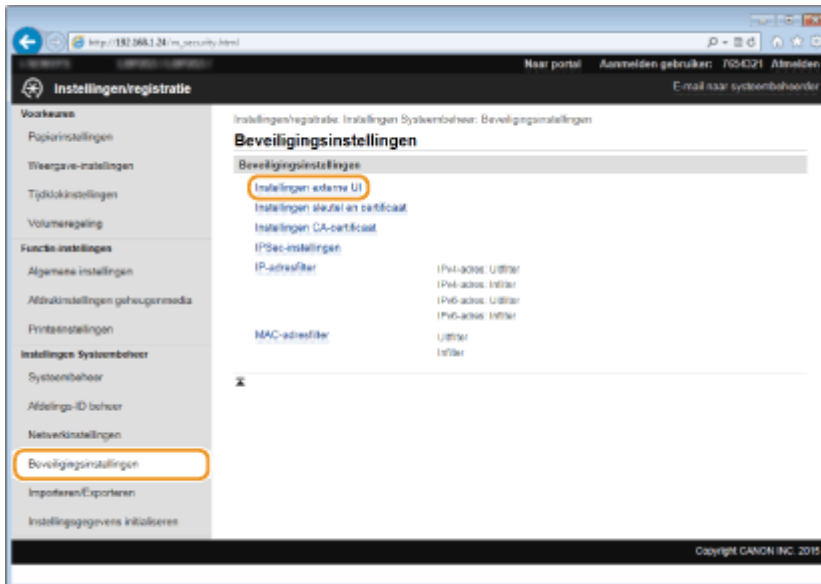 http://192.168.1.24/m_security.html
Naar portal Aanmelden gebruiker: 7654321 Afmelden
Instellingen/registratie
E-mail naar systeembeheerder
Voorkeuren
Papierinstellingen
Weergave-instellingen
Tijdklokinstellingen
Volumeregeling
Functie-instellingen
Algemene instellingen
Afdrukinstellingen geheugenmedia
Printerinstellingen
Instellingen Systeembeheer
Systeembeheer
Afdelings-ID beheer
Netwerkinstellingen
Beveiligingsinstellingen
Importeren/Exporteren
Instellingsgegevens initialiseren
Instellingen/registratie: Instellingen Systeembeheer: Beveiligingsinstellingen
Beveiligingsinstellingen
Beveiligingsinstellingen
Instellingen externe UI
Instellingen sleutel en certificaat
Instellingen CA-certificaat
IPSec-instellingen
IP-adresfilter
IPv4-adres: Uitfilter
IPv4-adres: Infilter
IPv6-adres: Uitfilter
IPv6-adres: Infilter
MAC-adresfilter
Uitfilter
Infilter
Copyright CANON INC. 2015